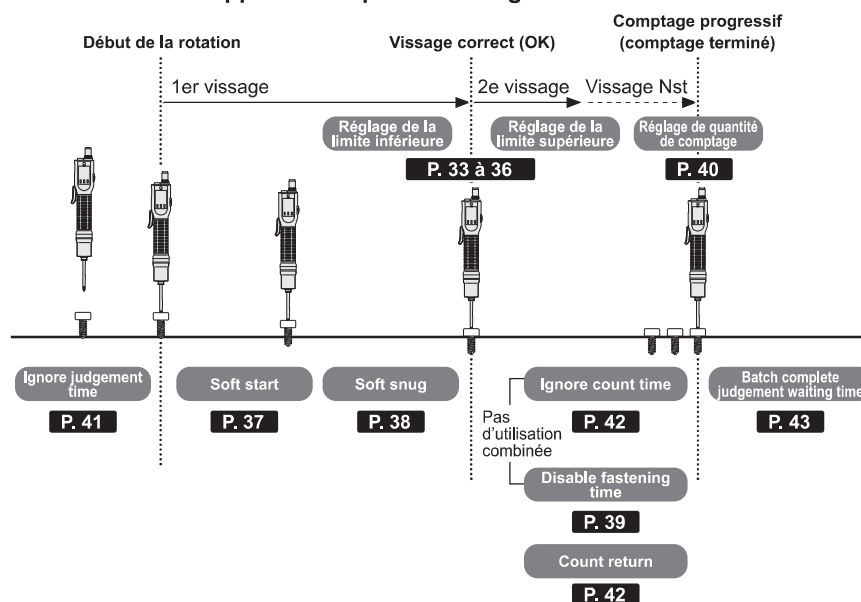 Début de la rotation
Vissage correct (OK)
Comptage progressif
(comptage terminé)
1er vissage
2e vissage
Vissage Nst
Réglage de la
limite inférieure
Réglage de la
limite supérieure
Réglage de quantité
de comptage
P. 33 à 36
P. 40
Ignore judgement
time
P. 41
Soft start
P. 37
Soft snug
P. 38
Ignore count time
P. 42
Pas
d'utilisation
combinée
Disable fastening
time
P. 39
Count return
P. 42
Batch complete
judgement waiting time
P. 43